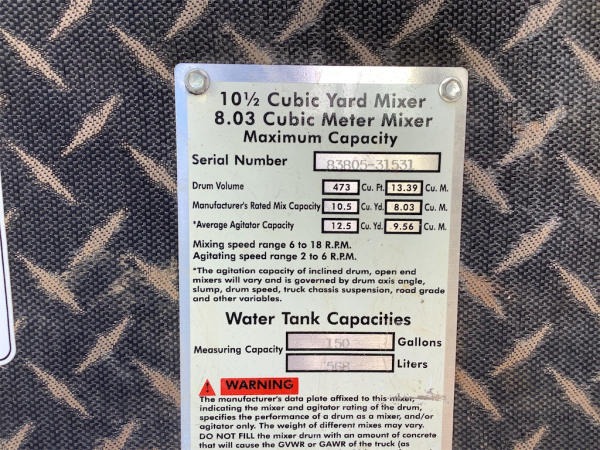 10½ Cubic Yard Mixer
8.03 Cubic Meter Mixer
Maximum Capacity
Serial Number 83805-31531
Drum Volume 473 Cu. Ft. 13.39 Cu. M.
Manufacturer's Rated Mix Capacity 10.5 Cu. Yd. 8.03 Cu. M.
*Average Agitator Capacity 12.5 Cu. Yd. 9.56 Cu. M.
Mixing speed range 6 to 18 R.P.M.
Agitating speed range 2 to 6 R.P.M.
*The agitation capacity of inclined drum, open end
mixers will vary and is governed by drum axis angle,
slump, drum speed, truck chassis suspension, road grade
and other variables.
Water Tank Capacities
Measuring Capacity 150 Gallons
568 Liters
WARNING
The manufacturer's data plate affixed to this mixer,
indicating the mixer and agitator rating of the drum,
specifies the performance of a drum as a mixer, and/or
agitator only. The weight of different mixes may vary.
DO NOT FILL the mixer drum with an amount of concrete
that will cause the GVWR or GAWR of the truck (as